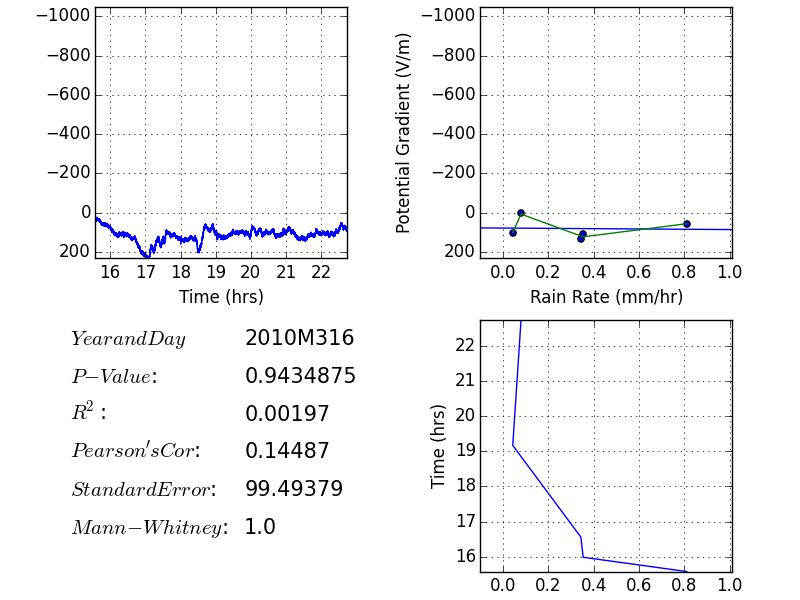 −1000
−800
−600
−400
−200
0
200
16 17 18 19 20 21 22
Time (hrs)
Potential Gradient (V/m)
−1000
−800
−600
−400
−200
0
200
0.0 0.2 0.4 0.6 0.8 1.0
Rain Rate (mm/hr)
YearandDay 2010M316
P−Value: 0.9434875
R²: 0.00197
Pearson'sCor: 0.14487
StandardError: 99.49379
Mann−Whitney: 1.0
Time (hrs)
22
21
20
19
18
17
16
0.0 0.2 0.4 0.6 0.8 1.0